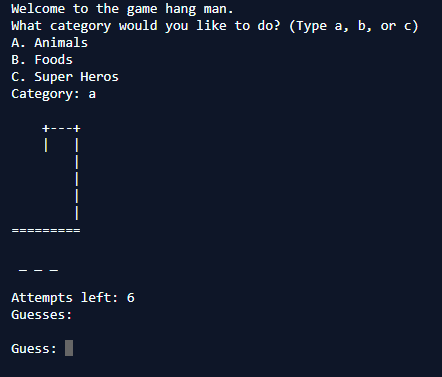 Welcome to the game hang man.
What category would you like to do? (Type a, b, or c)
A. Animals
B. Foods
C. Super Heros
Category: a
    +---+
    |   |
        |
        |
        |
        |
=========
 _ _ _
Attempts left: 6
Guesses:
Guess: